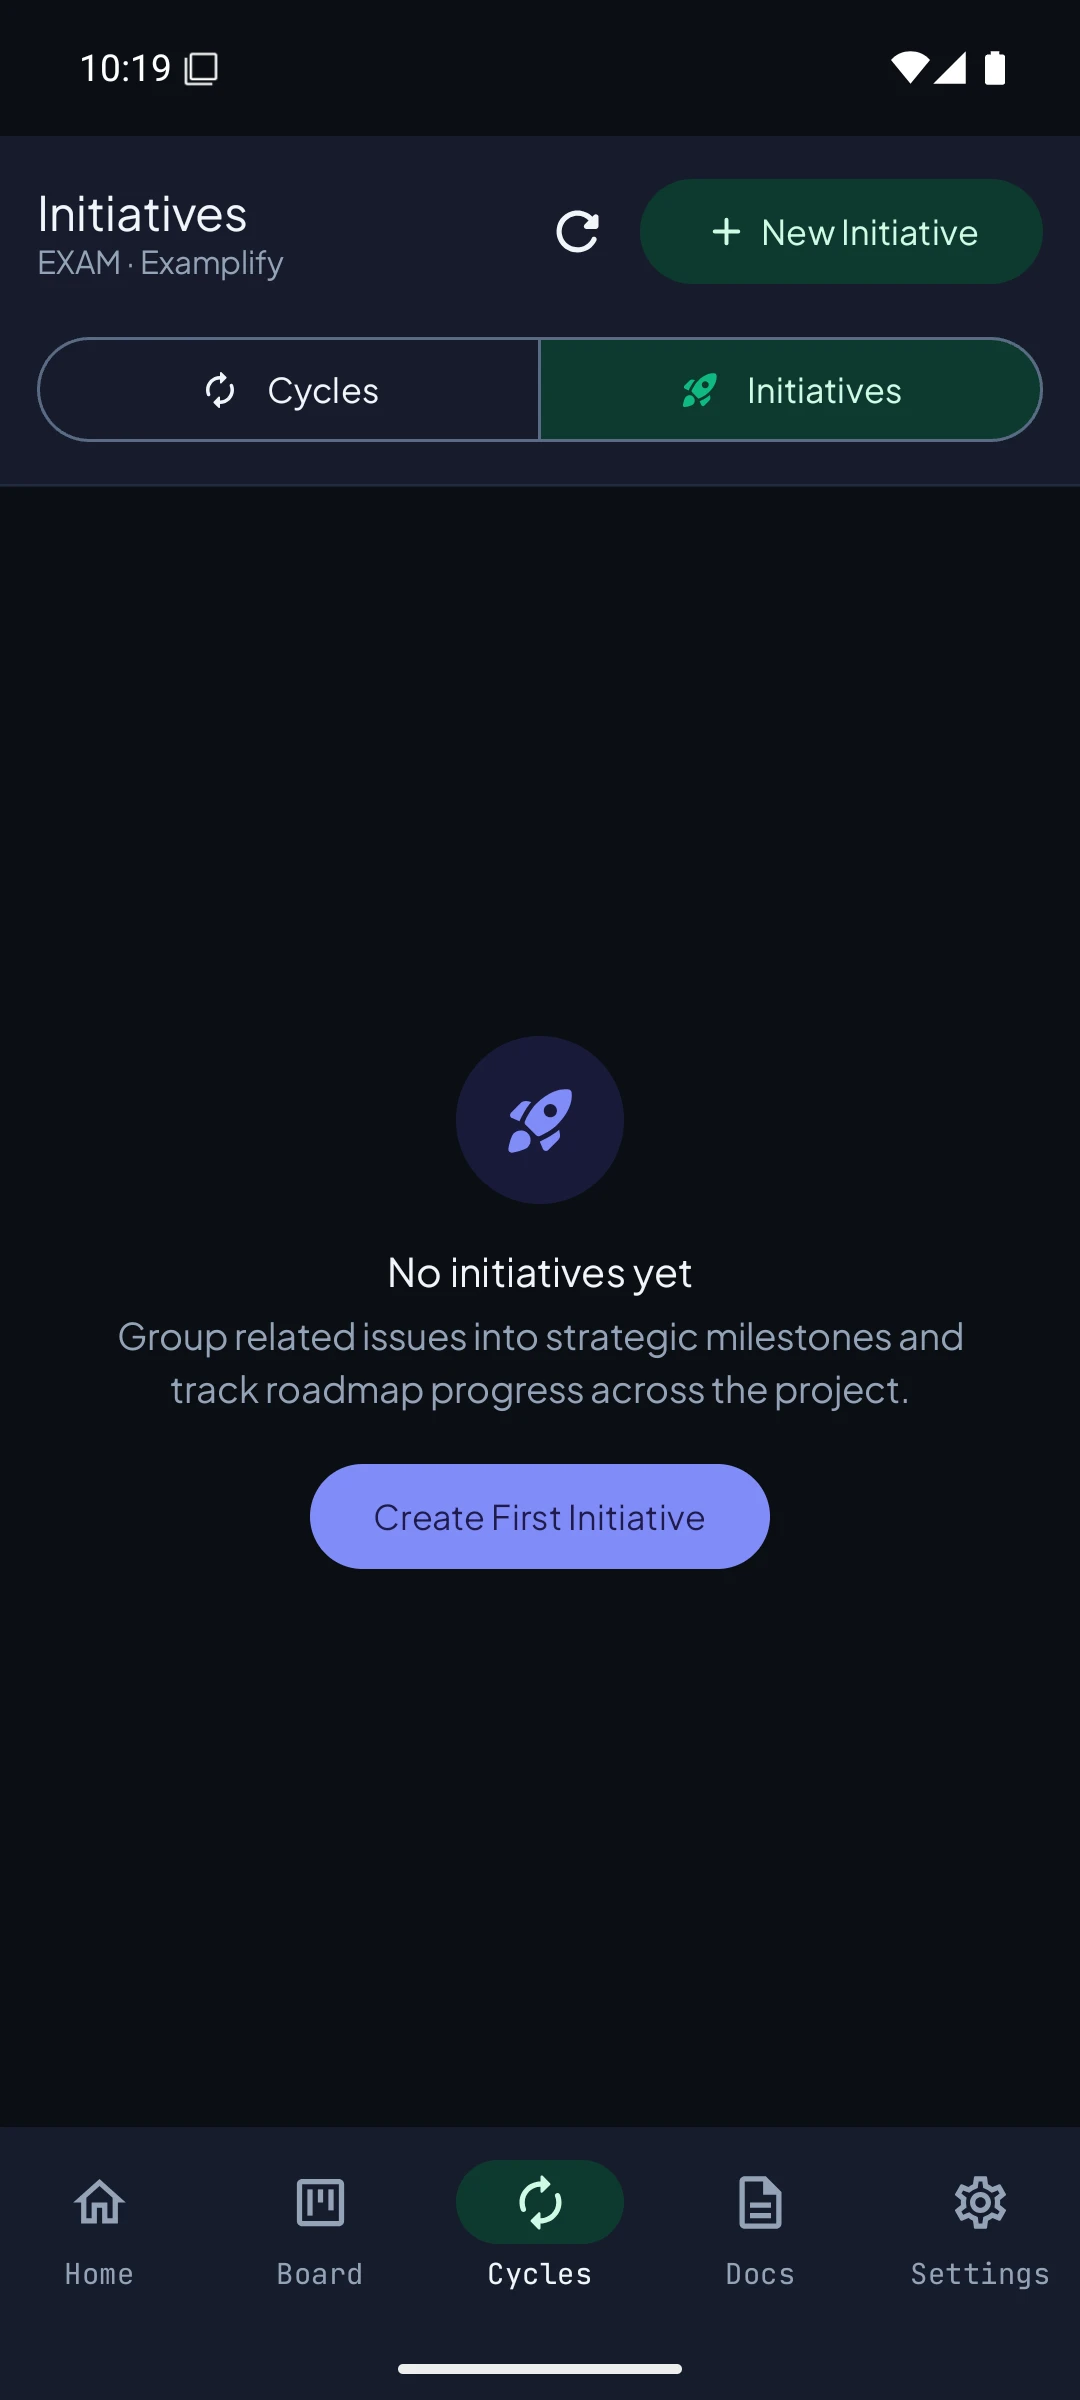 10:19
Initiatives
EXAM · Examplify
New Initiative
Cycles
Initiatives
No initiatives yet
Group related issues into strategic milestones and
track roadmap progress across the project.
Create First Initiative
Home
Board
Cycles
Docs
Settings